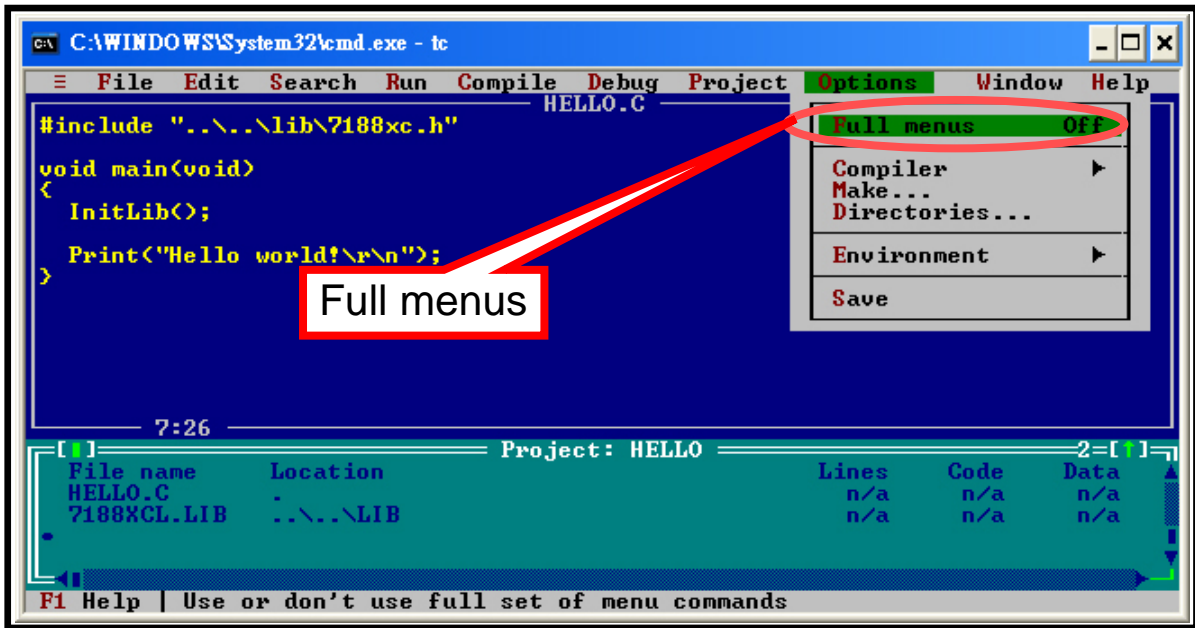 C:\WINDOWS\System32\cmd.exe - tc
≡ File Edit Search Run Compile Debug Project Options Window Help
HELLO.C
#include "..\..\lib\7188xc.h"
void main(void)
{
InitLib();
Print("Hello world!\r\n");
}
Full menus Off
Compiler
Make...
Directories...
Environment
Save
Full menus
7:26
Project: HELLO 2=[↑]
File name Location Lines Code Data
HELLO.C . n/a n/a n/a
7188XCL.LIB ..\..\LIB n/a n/a n/a
F1 Help | Use or don't use full set of menu commands